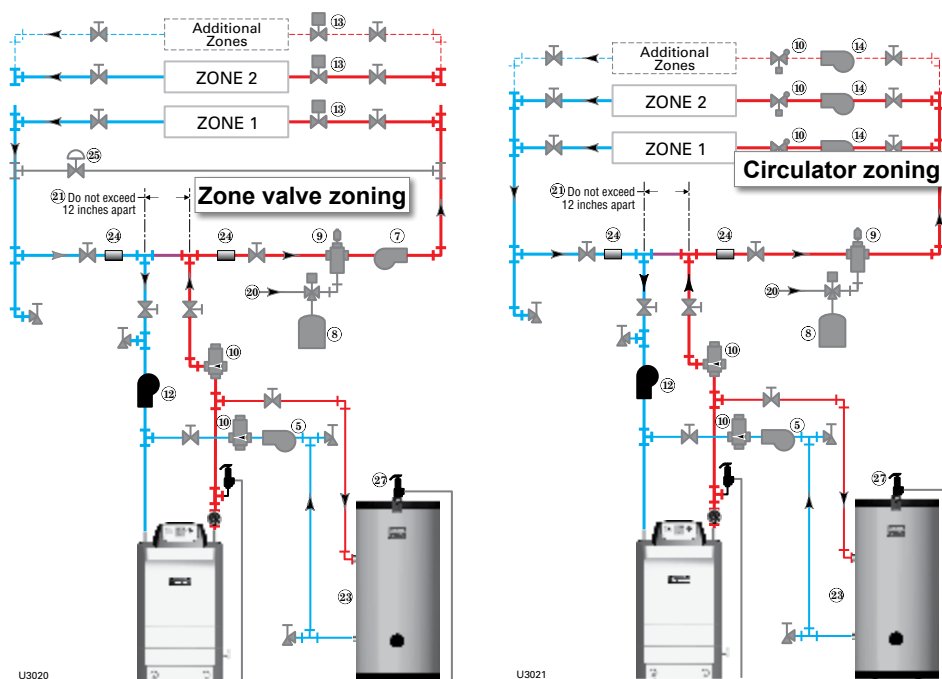 Additional
Zones
⑬
ZONE 2
⑬
ZONE 1
⑬
㉕
㉑ Do not exceed
12 inches apart
Zone valve zoning
㉔
㉔
⑨
⑦
⑳
⑧
⑩
⑫
⑩
⑤
㉗
㉓
U3020
Additional
Zones
⑩
⑭
ZONE 2
⑩
⑭
ZONE 1
⑩
⑭
㉑ Do not exceed
12 inches apart
Circulator zoning
㉔
㉔
⑨
⑳
⑧
⑩
⑫
⑩
⑤
㉗
㉓
U3021